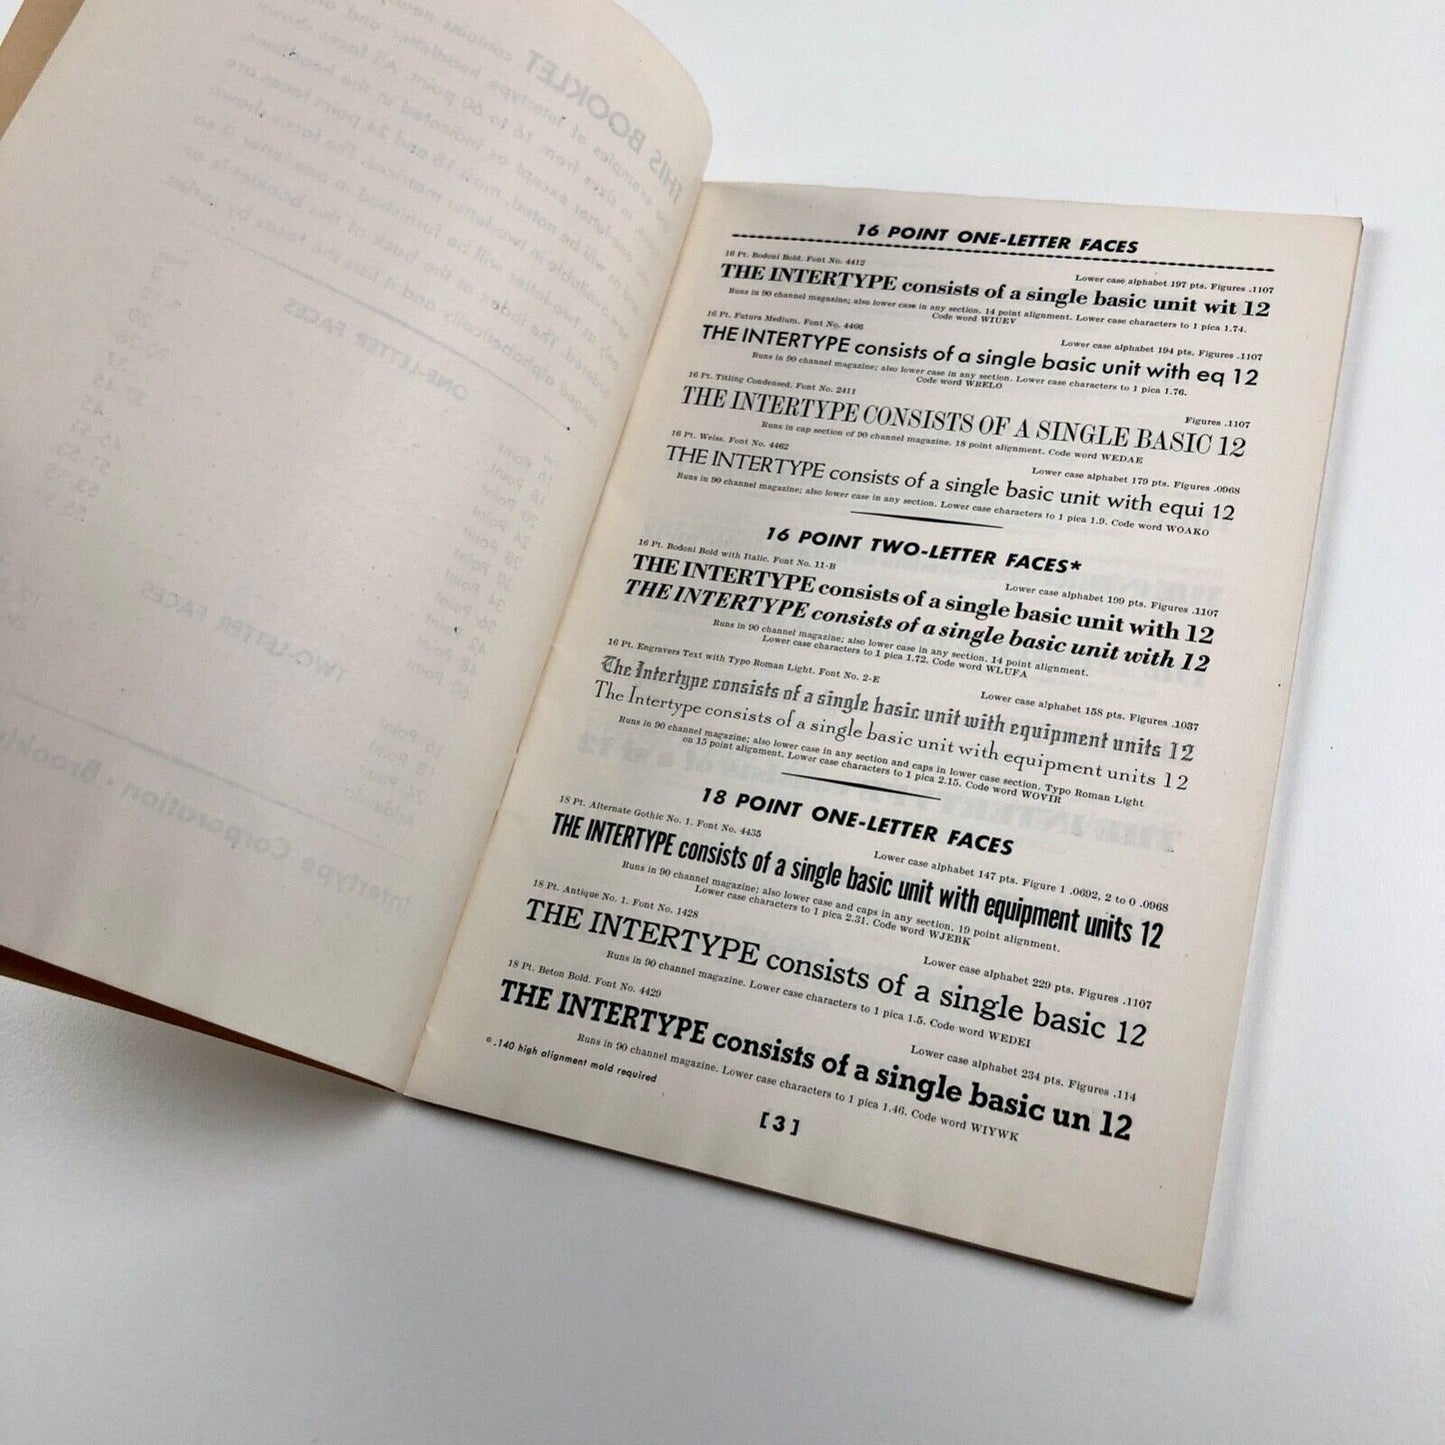 16 POINT ONE-LETTER FACES
16 Pt. Bodoni Bold. Font No. 4412
Lower case alphabet 197 pts. Figures .1107
THE INTERTYPE consists of a single basic unit wit 12
Runs in 90 channel magazine; also lower case in any section. 14 point alignment. Lower case characters to 1 pica 1.74.
Code word WIUEV
16 Pt. Futura Medium. Font No. 4466
Lower case alphabet 194 pts. Figures .1107
THE INTERTYPE consists of a single basic unit with eq 12
Runs in 90 channel magazine; also lower case in any section. Lower case characters to 1 pica 1.76.
Code word WRELO
16 Pt. Titling Condensed. Font No. 2411
Figures .1107
THE INTERTYPE CONSISTS OF A SINGLE BASIC 12
Runs in cap section of 90 channel magazine. 18 point alignment. Code word WEDAE
16 Pt. Weiss. Font No. 4462
Lower case alphabet 179 pts. Figures .0968
THE INTERTYPE consists of a single basic unit with equi 12
Runs in 90 channel magazine; also lower case in any section. Lower case characters to 1 pica 1.9. Code word WOAKO
16 POINT TWO-LETTER FACES*
16 Pt. Bodoni Bold with Italic. Font No. 11-B
Lower case alphabet 199 pts. Figures .1107
THE INTERTYPE consists of a single basic unit with 12
THE INTERTYPE consists of a single basic unit with 12
Runs in 90 channel magazine; also lower case in any section. 14 point alignment.
Lower case characters to 1 pica 1.72. Code word WLUFA
16 Pt. Engravers Text with Typo Roman Light. Font No. 2-E
Lower case alphabet 158 pts. Figures .1037
The Intertype consists of a single basic unit with equipment units 12
The Intertype consists of a single basic unit with equipment units 12
Runs in 90 channel magazine; also lower case in any section and caps in lower case section. Typo Roman Light
on 15 point alignment. Lower case characters to 1 pica 2.15. Code word WOVIR
18 POINT ONE-LETTER FACES
18 Pt. Alternate Gothic No. 1. Font No. 4435
Lower case alphabet 147 pts. Figure 1 .0692, 2 to 0 .0968
THE INTERTYPE consists of a single basic unit with equipment units 12
Runs in 90 channel magazine; also lower case and caps in any section. 19 point alignment.
Lower case characters to 1 pica 2.31. Code word WJEBK
18 Pt. Antique No. 1. Font No. 1428
Lower case alphabet 229 pts. Figures .1107
THE INTERTYPE consists of a single basic 12
Runs in 90 channel magazine. Lower case characters to 1 pica 1.5. Code word WEDEI
18 Pt. Beton Bold. Font No. 4429
Lower case alphabet 234 pts. Figures .114
THE INTERTYPE consists of a single basic un 12
Runs in 90 channel magazine. Lower case characters to 1 pica 1.46. Code word WIYWK
* .140 high alignment mold required
[3]